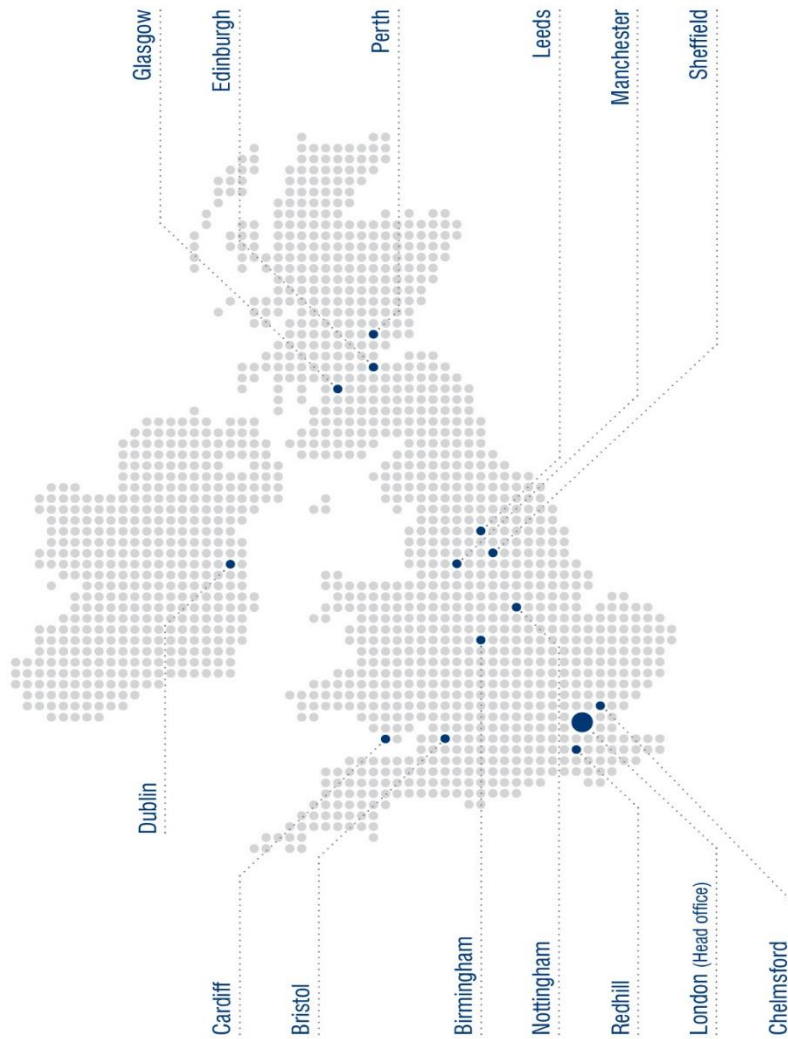 Glasgow
Edinburgh
Perth
Leeds
Manchester
Sheffield
Dublin
Cardiff
Bristol
Birmingham
Nottingham
Redhill
London (Head office)
Chelmsford